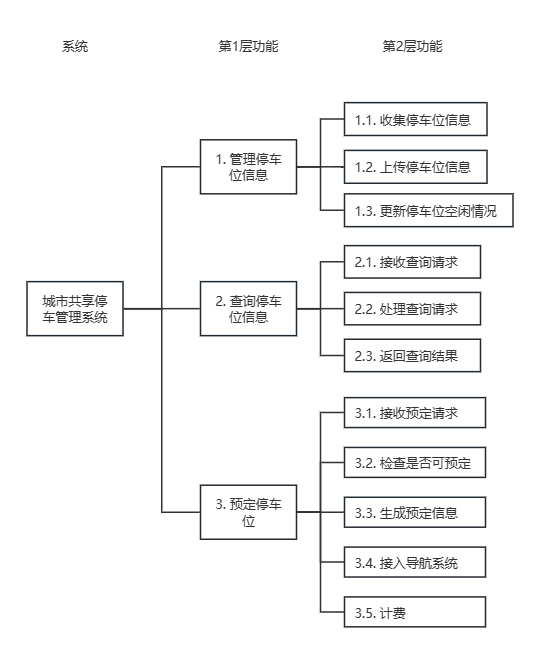 系统
第1层功能
第2层功能
城市共享停
车管理系统
1. 管理停车
位信息
1.1. 收集停车位信息
1.2. 上传停车位信息
1.3. 更新停车位空闲情况
2. 查询停车
位信息
2.1. 接收查询请求
2.2. 处理查询请求
2.3. 返回查询结果
3. 预定停车
位
3.1. 接收预定请求
3.2. 检查是否可预定
3.3. 生成预定信息
3.4. 接入导航系统
3.5. 计费